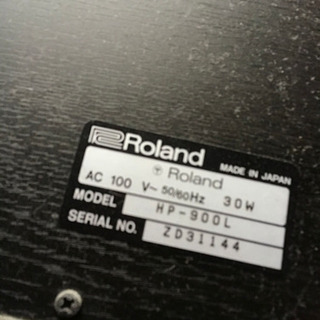 Roland
MADE IN JAPAN
Roland
AC 100 V~ 50/60Hz 30W
MODEL HP-900L
SERIAL NO. ZD31144